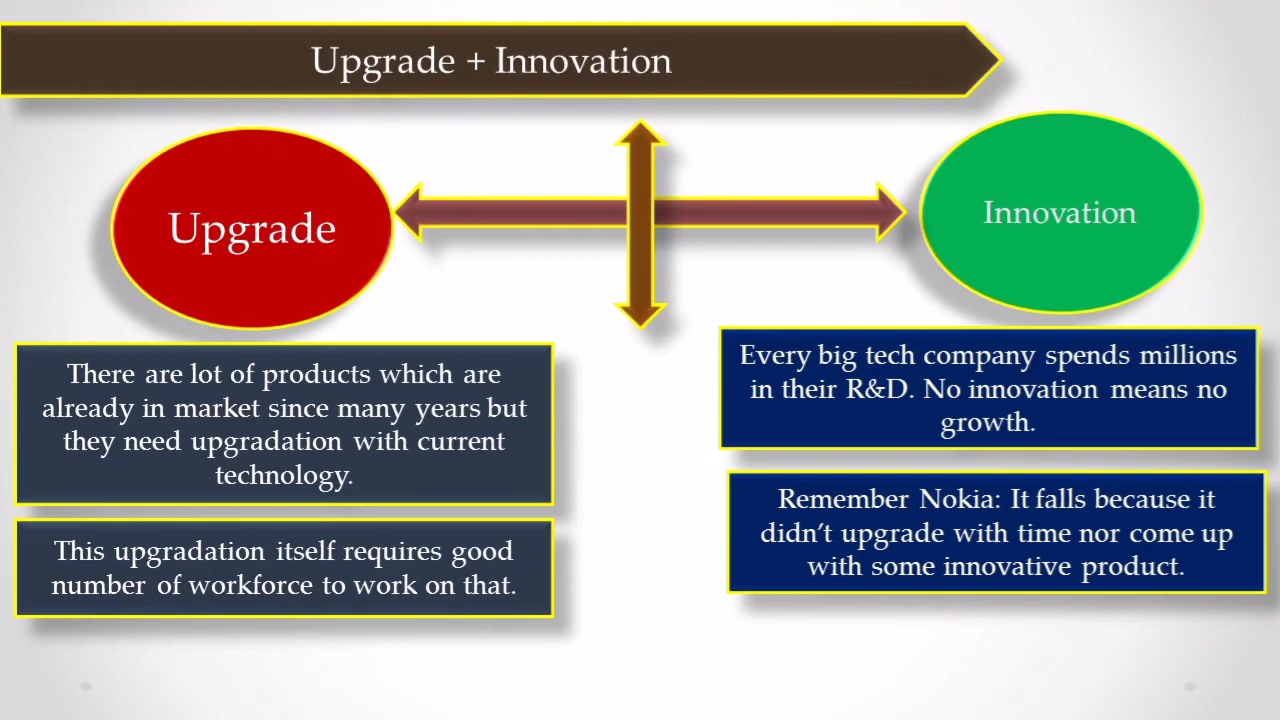 Upgrade + Innovation
Upgrade
Innovation
There are lot of products which are
already in market since many years but
they need upgradation with current
technology.
This upgradation itself requires good
number of workforce to work on that.
Every big tech company spends millions
in their R&D. No innovation means no
growth.
Remember Nokia: It falls because it
didn’t upgrade with time nor come up
with some innovative product.